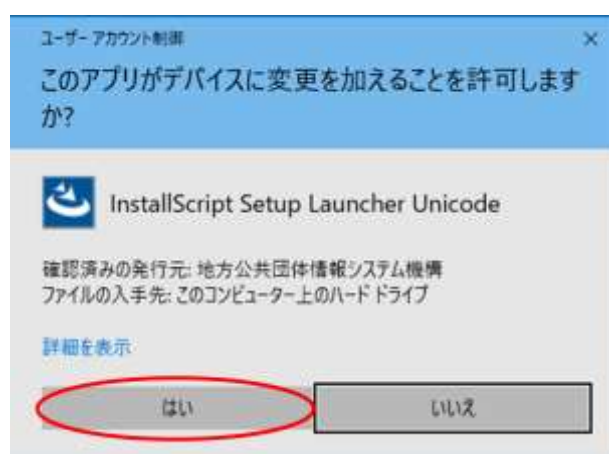 ユーザー アカウント制御
このアプリがデバイスに変更を加えることを許可します
か?
InstallScript Setup Launcher Unicode
確認済みの発行元: 地方公共団体情報システム機構
ファイルの入手先: このコンピューター上のハード ドライブ
詳細を表示
はい
いいえ